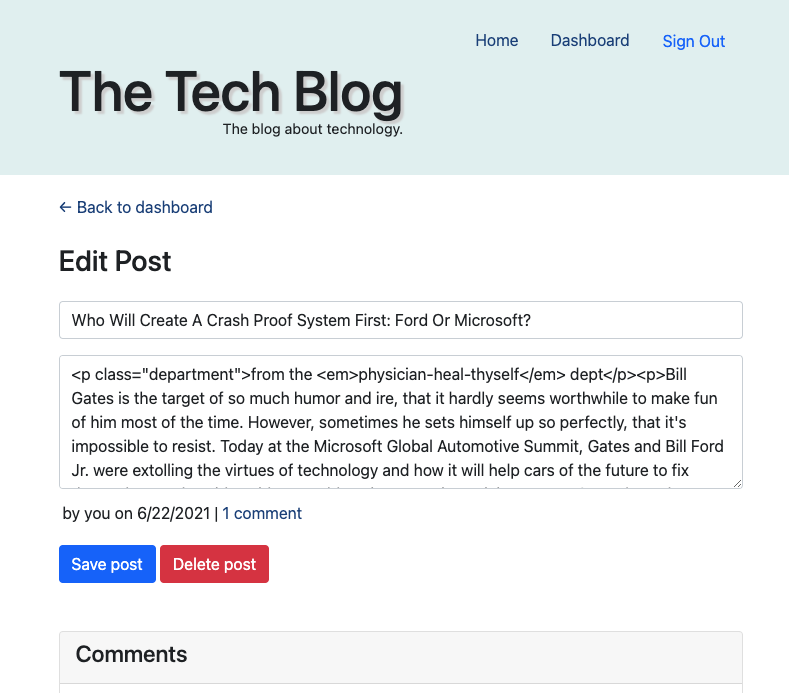 Home Dashboard Sign Out
The Tech Blog
The blog about technology.
← Back to dashboard
Edit Post
Who Will Create A Crash Proof System First: Ford Or Microsoft?
<p class="department">from the <em>physician-heal-thyself</em> dept</p><p>Bill
Gates is the target of so much humor and ire, that it hardly seems worthwhile to make fun
of him most of the time. However, sometimes he sets himself up so perfectly, that it's
impossible to resist. Today at the Microsoft Global Automotive Summit, Gates and Bill Ford
Jr. were extolling the virtues of technology and how it will help cars of the future to fix
by you on 6/22/2021 | 1 comment
Save post Delete post
Comments